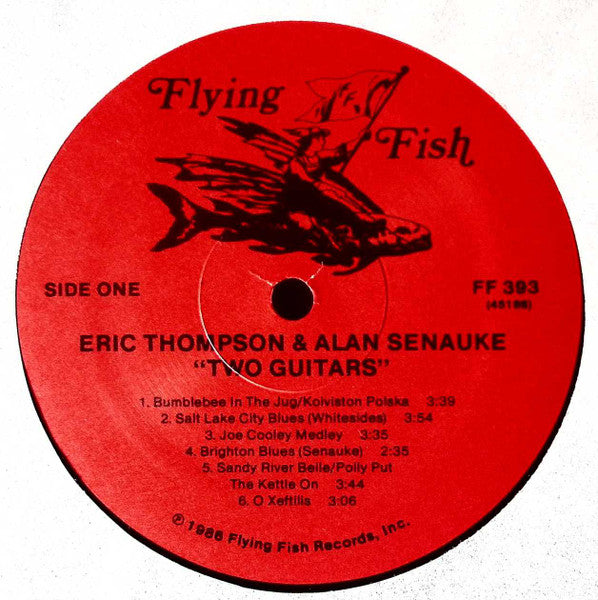 Flying
Fish
SIDE ONE
FF 393
(45186)
ERIC THOMPSON & ALAN SENAUKE
"TWO GUITARS"
1. Bumblebee In The Jug/Koiviston Polska 3:39
2. Salt Lake City Blues (Whitesides) 3:54
3. Joe Cooley Medley 3:35
4. Brighton Blues (Senauke) 2:35
5. Sandy River Belle/Polly Put
The Kettle On 3:44
6. O Xeftilis 3:06
℗ 1986 Flying Fish Records, Inc.